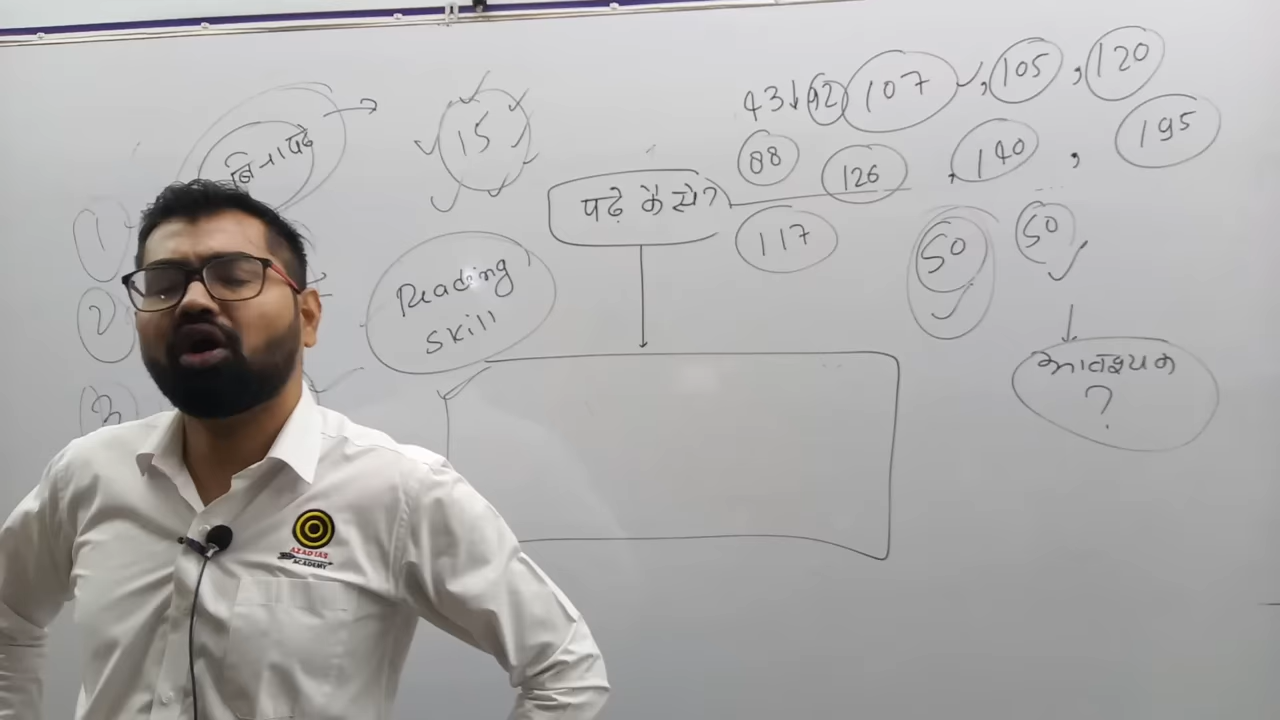 बिना पढ़े →
15
43↓ 92 107, 105, 120
88 126, 140, 195
पढ़े कैसे?
117
50 50
1
Reading
skill
2
आवश्यक
?
3
AZAD IAS
ACADEMY